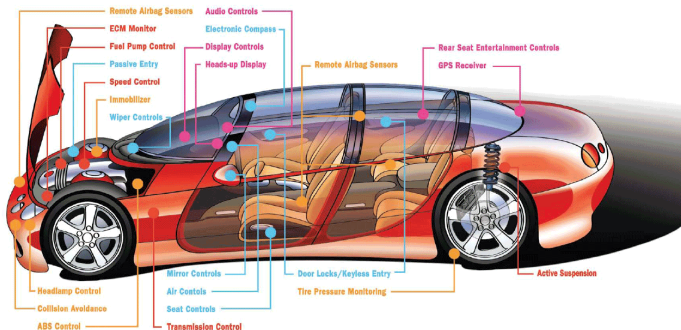 Remote Airbag Sensors
ECM Monitor
Fuel Pump Control
Passive Entry
Speed Control
Immobilizer
Wiper Controls
Audio Controls
Electronic Compass
Display Controls
Heads-up Display
Remote Airbag Sensors
Rear Seat Entertainment Controls
GPS Receiver
Headlamp Control
Collision Avoidance
ABS Control
Mirror Controls
Air Contols
Seat Controls
Transmission Control
Door Lacks/Keyless Entry
Tire Pressure Monitoring
Active Suspension